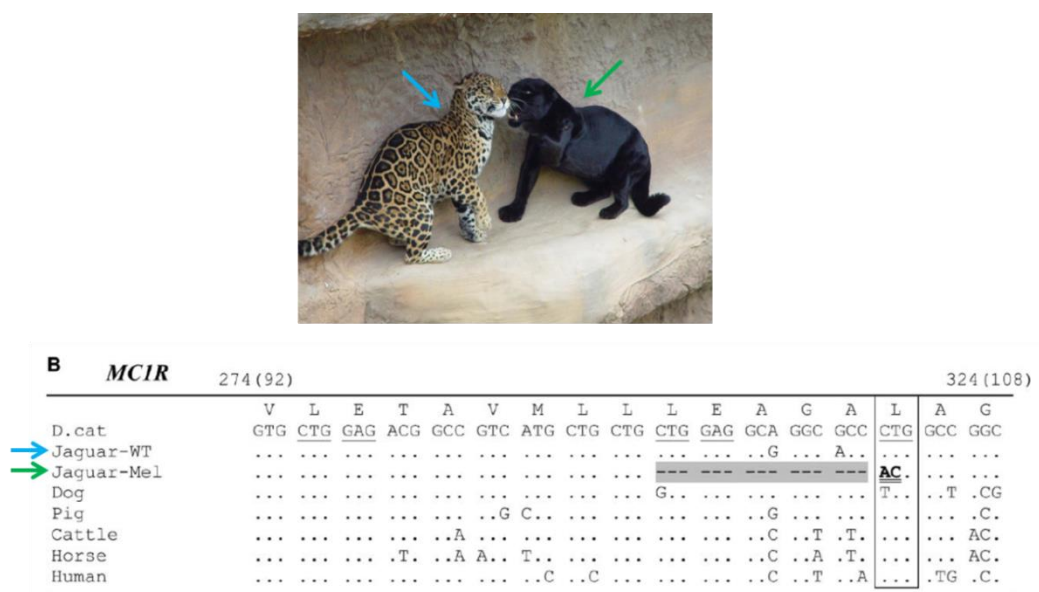 B MC1R 274(92) 324(108)
V L E T A V M L L L E A G A L A G
D.cat GTG CTG GAG ACG GCC GTC ATG CTG CTG CTG GAG GCA GGC GCC CTG GCC GGC
Jaguar-WT ... ... ... ... ... ... ... ... ... ... ... ..G ... A.. ... ... ...
Jaguar-Mel ... ... ... ... ... ... ... ... ... --- --- --- --- --- AC. ... ...
Dog ... ... ... ... ... ... ... ... ... G.. ... ... ... ... T.. ..T .CG
Pig ... ... ... ... ... ..G C.. ... ... ... ... ..G ... ... ... ... .C.
Cattle ... ... ... ... ..A ... ... ... ... ... ... ..C ..T .T. ... ... AC.
Horse ... ... ... .T. ..A A.. T.. ... ... ... ... ..C ..A .T. ... ... AC.
Human ... ... ... ... ... ... ..C ..C ... ... ... ..C ..T ..A ... .TG .C.